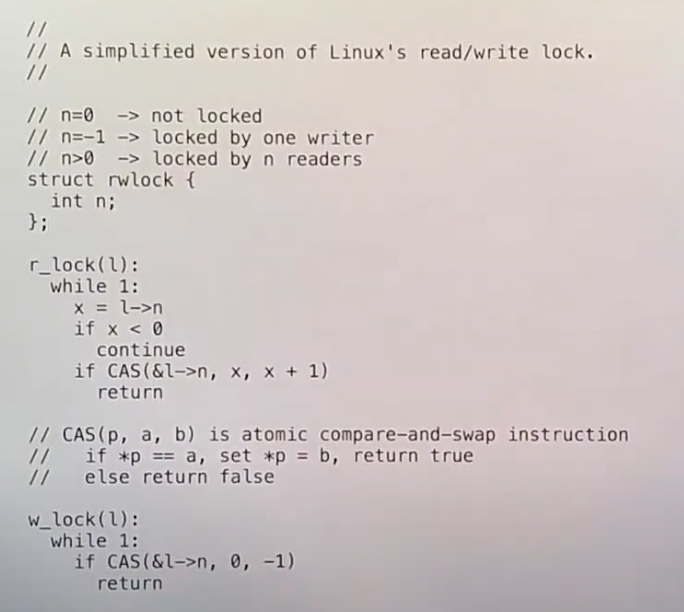 //
// A simplified version of Linux's read/write lock.
//
// n=0  -> not locked
// n=-1 -> locked by one writer
// n>0  -> locked by n readers
struct rwlock {
  int n;
};
r_lock(l):
  while 1:
    x = l->n
    if x < 0
      continue
    if CAS(&l->n, x, x + 1)
      return
// CAS(p, a, b) is atomic compare-and-swap instruction
//   if *p == a, set *p = b, return true
//   else return false
w_lock(l):
  while 1:
    if CAS(&l->n, 0, -1)
      return